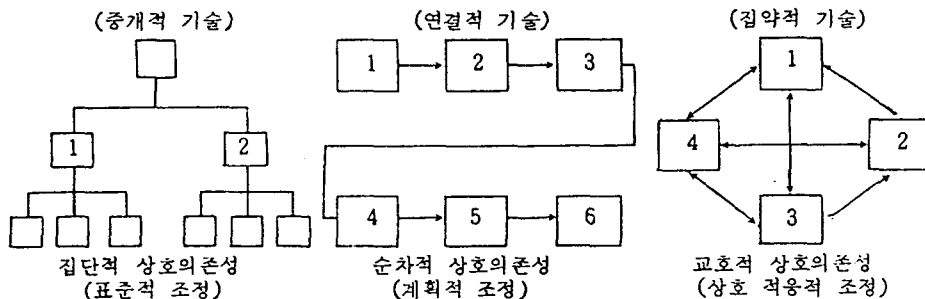 (중개적 기술)
(연결적 기술)
(집약적 기술)
1
2
집단적 상호의존성
(표준적 조정)
1
2
3
4
5
6
순차적 상호의존성
(계획적 조정)
1
4
2
3
교호적 상호의존성
(상호 적응적 조정)